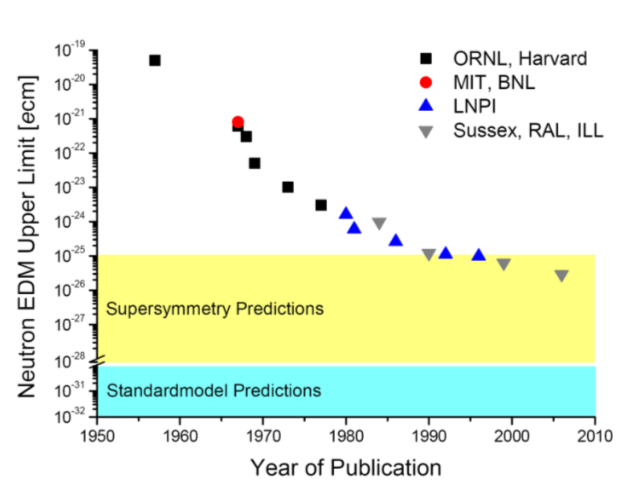 Neutron EDM Upper Limit [ecm]
10-19
10-20
10-21
10-22
10-23
10-24
10-25
10-26
10-27
10-28
10-31
10-32
ORNL, Harvard
MIT, BNL
LNPI
Sussex, RAL, ILL
Supersymmetry Predictions
Standardmodel Predictions
1950 1960 1970 1980 1990 2000 2010
Year of Publication